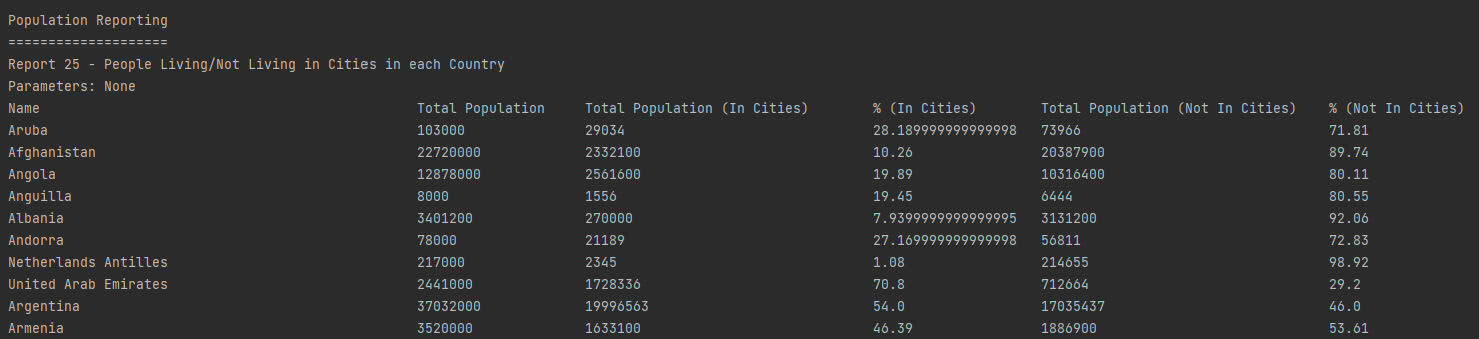 Population Reporting
====================
Report 25 - People Living/Not Living in Cities in each Country
Parameters: None
Name Total Population Total Population (In Cities) % (In Cities) Total Population (Not In Cities) % (Not In Cities)
Aruba 103000 29034 28.189999999999998 73966 71.81
Afghanistan 22720000 2332100 10.26 20387900 89.74
Angola 12878000 2561600 19.89 10316400 80.11
Anguilla 8000 1556 19.45 6444 80.55
Albania 3401200 270000 7.9399999999999995 3131200 92.06
Andorra 78000 21189 27.169999999999998 56811 72.83
Netherlands Antilles 217000 2345 1.08 214655 98.92
United Arab Emirates 2441000 1728336 70.8 712664 29.2
Argentina 37032000 19996563 54.0 17035437 46.0
Armenia 3520000 1633100 46.39 1886900 53.61